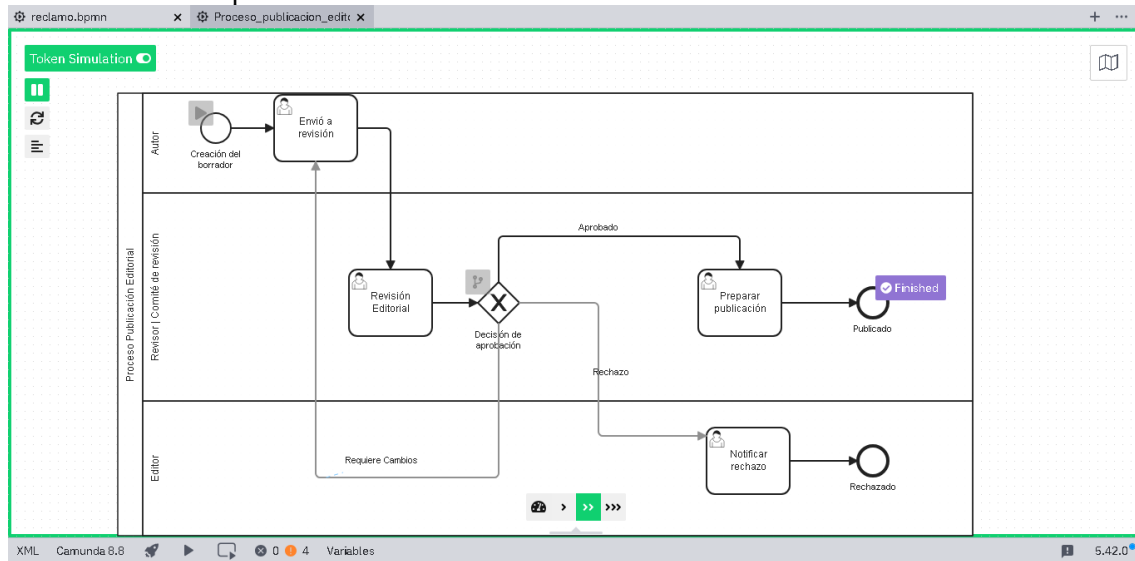 reclamo.bpmn
Proceso_publicacion_edit
Token Simulation
Proceso Publicación Editorial
Autor
Creación del
borrador
Envió a
revisión
Revisor | Comité de revisión
Revisión
Editorial
Decisión de
aprobación
Aprobado
Preparar
publicación
Finished
Publicado
Rechazo
Editor
Requiere Cambios
Notificar
rechazo
Rechazado
XML Camunda 8.8 0 4 Variables 5.42.0